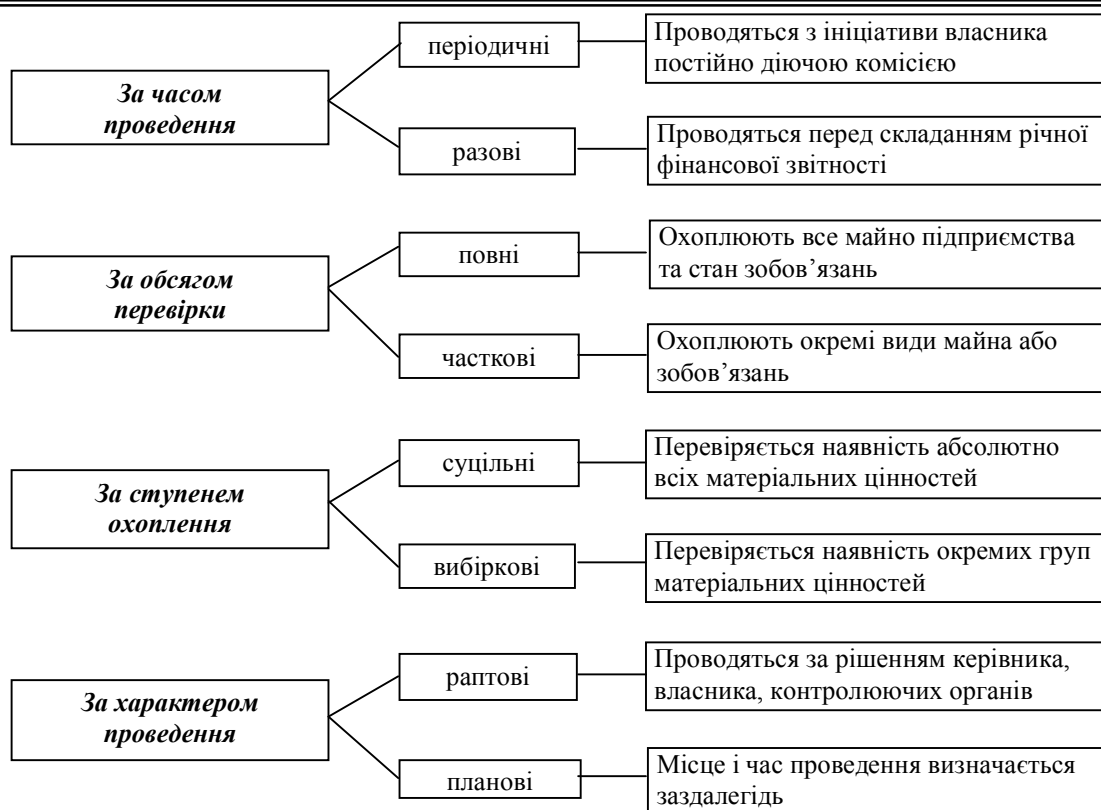 За часом
проведення
періодичні
Проводяться з ініціативи власника
постійно діючою комісією
разові
Проводяться перед складанням річної
фінансової звітності
За обсягом
перевірки
повні
Охоплюють все майно підприємства
та стан зобов’язань
часткові
Охоплюють окремі види майна або
зобов’язань
За ступенем
охоплення
суцільні
Перевіряється наявність абсолютно
всіх матеріальних цінностей
вибіркові
Перевіряється наявність окремих груп
матеріальних цінностей
За характером
проведення
раптові
Проводяться за рішенням керівника,
власника, контролюючих органів
планові
Місце і час проведення визначається
заздалегідь